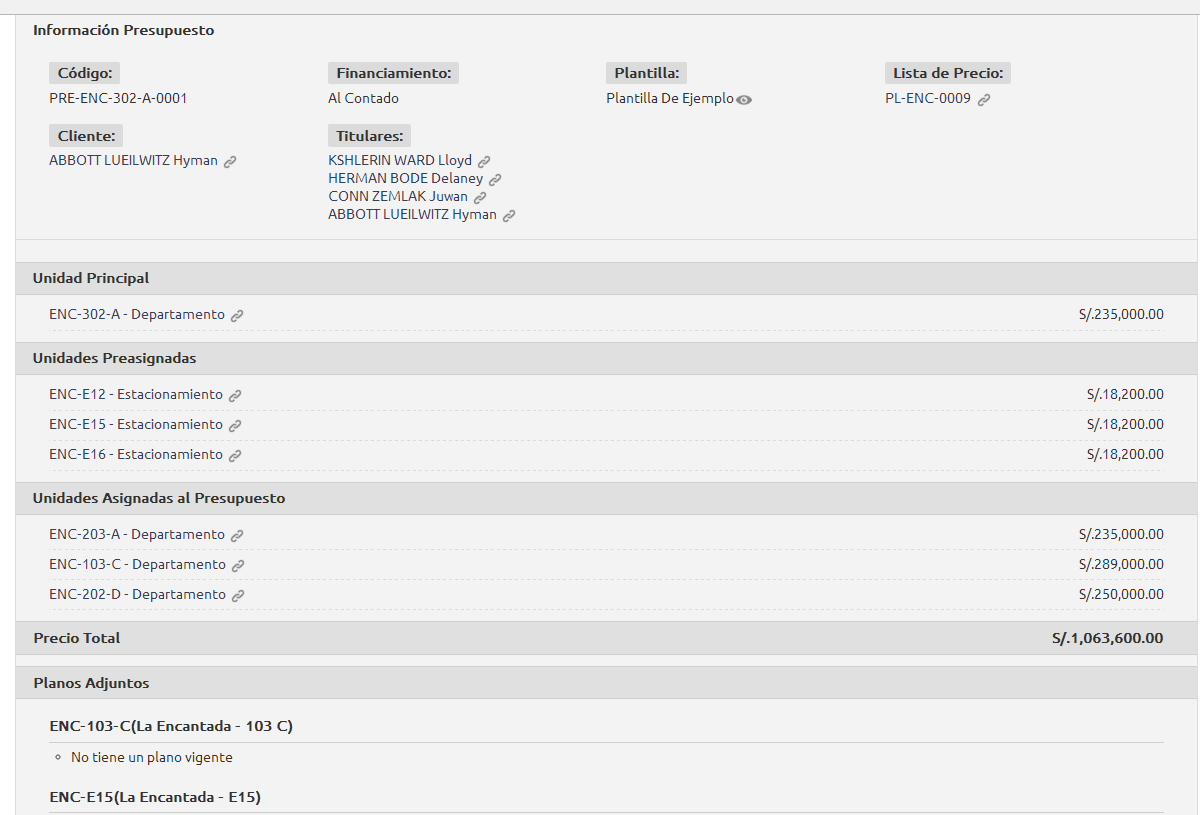 Información Presupuesto
Código: Financiamiento: Plantilla: Lista de Precio:
PRE-ENC-302-A-0001 Al Contado Plantilla De Ejemplo PL-ENC-0009
Cliente: Titulares:
ABBOTT LUEILWITZ Hyman KSHLERIN WARD Lloyd
HERMAN BODE Delaney
CONN ZEMLAK Juwan
ABBOTT LUEILWITZ Hyman
Unidad Principal
ENC-302-A - Departamento S/.235,000.00
Unidades Preasignadas
ENC-E12 - Estacionamiento S/.18,200.00
ENC-E15 - Estacionamiento S/.18,200.00
ENC-E16 - Estacionamiento S/.18,200.00
Unidades Asignadas al Presupuesto
ENC-203-A - Departamento S/.235,000.00
ENC-103-C - Departamento S/.289,000.00
ENC-202-D - Departamento S/.250,000.00
Precio Total S/.1,063,600.00
Planos Adjuntos
ENC-103-C(La Encantada - 103 C)
No tiene un plano vigente
ENC-E15(La Encantada - E15)